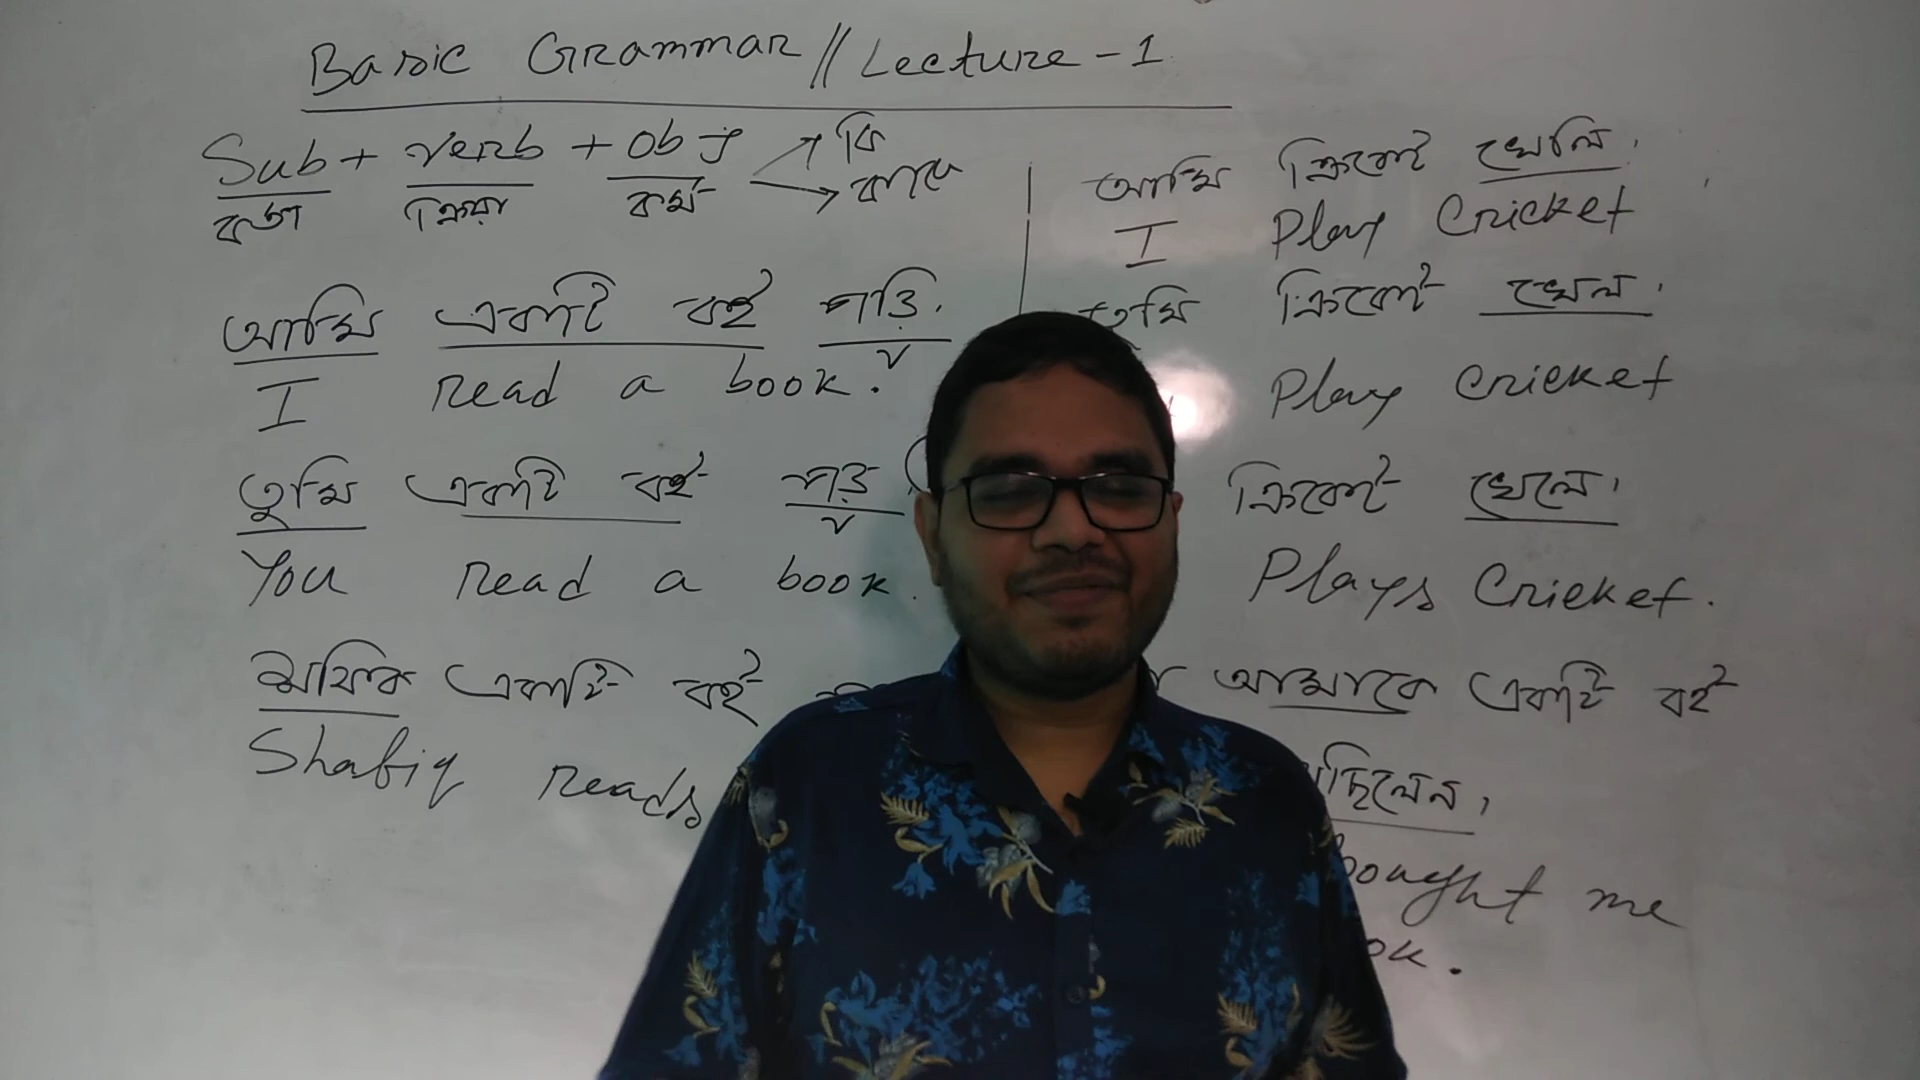 Basic Grammar // Lecture-1
Sub + verb + Obj
কি
কাকে
কর্তা ক্রিয়া কর্ম
আমি একটি বই পড়ি।
v
I read a book.
তুমি একটি বই পড়
v
You read a book.
শফিক একটি বই
Shafiq reads
আমি ক্রিকেট খেলি।
I Play Cricket
তুমি ক্রিকেট খেল।
Play Cricket
ক্রিকেট খেলে।
Plays Cricket.
আমাকে একটি বই
bought me